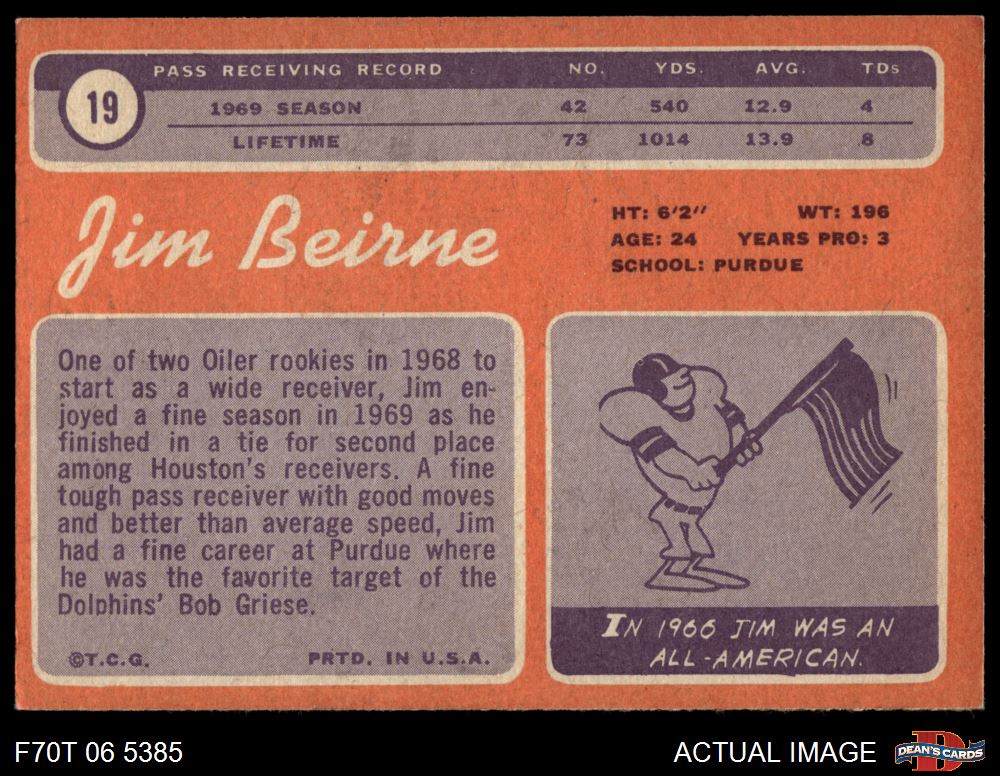 PASS RECEIVING RECORD NO. YDS. AVG. TDs
19
1969 SEASON 42 540 12.9 4
LIFETIME 73 1014 13.9 8
Jim Beirne
HT: 6'2" WT: 196
AGE: 24 YEARS PRO: 3
SCHOOL: PURDUE
One of two Oiler rookies in 1968 to
start as a wide receiver, Jim en-
joyed a fine season in 1969 as he
finished in a tie for second place
among Houston's receivers. A fine
tough pass receiver with good moves
and better than average speed, Jim
had a fine career at Purdue where
he was the favorite target of the
Dolphins' Bob Griese.
©T.C.G. PRTD. IN U.S.A.
IN 1966 JIM WAS AN
ALL-AMERICAN.
F70T 06 5385 ACTUAL IMAGE
D
DEAN'S CARDS